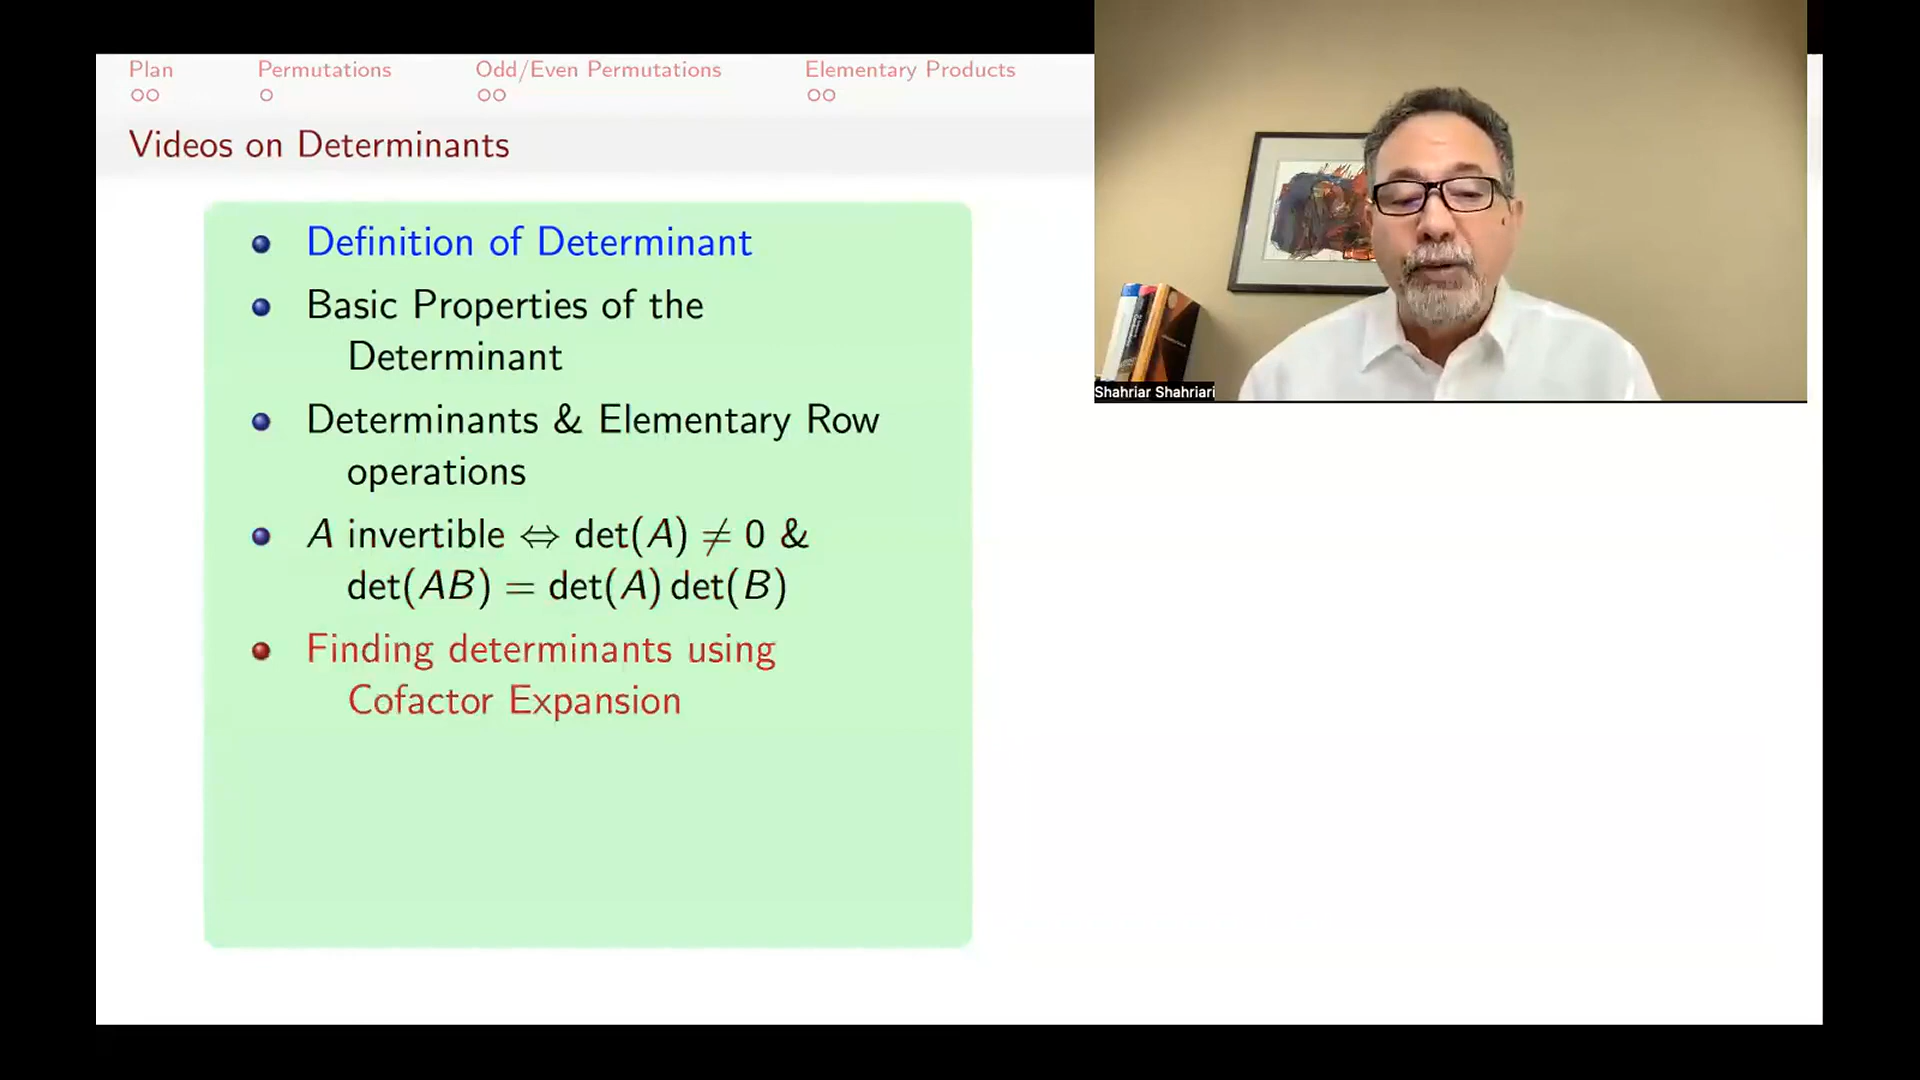 Plan Permutations Odd/Even Permutations Elementary Products
Videos on Determinants
Definition of Determinant
Basic Properties of the
Determinant
Determinants & Elementary Row
operations
A invertible ⇔ det(A) ≠ 0 &
det(AB) = det(A) det(B)
Finding determinants using
Cofactor Expansion
Shahriar Shahriari